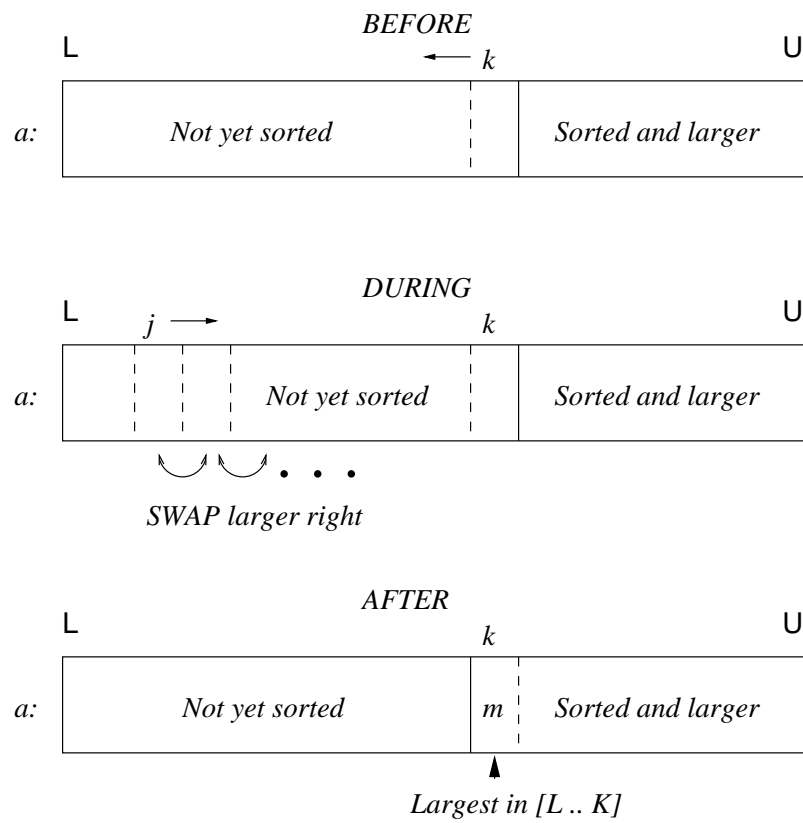 BEFORE
L U
k
a: Not yet sorted Sorted and larger
DURING
L U
j k
a: Not yet sorted Sorted and larger
SWAP larger right
AFTER
L U
k
a: Not yet sorted m Sorted and larger
Largest in [L .. K]